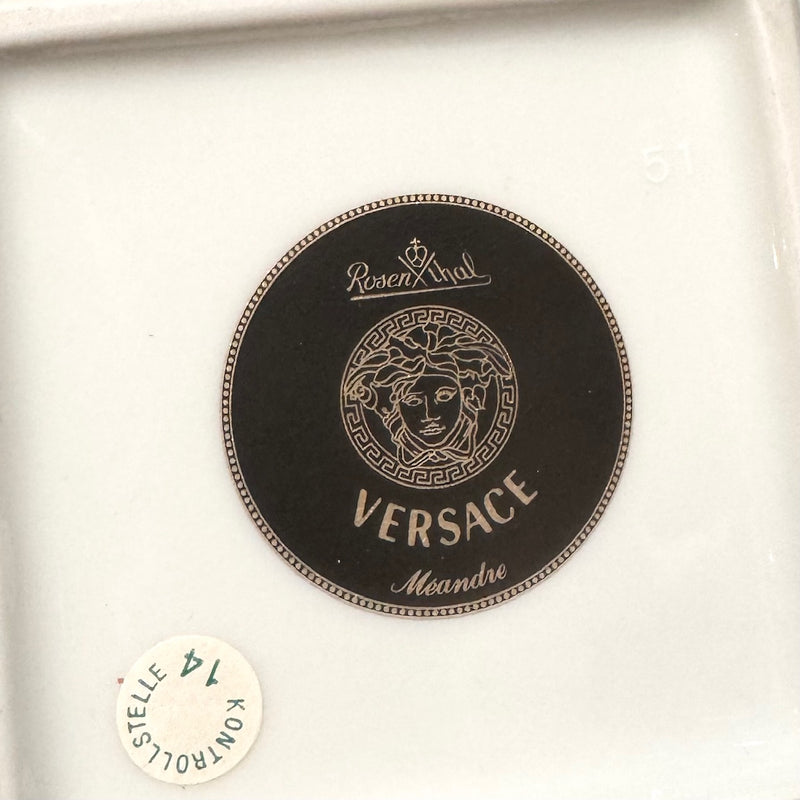 51
Rosenthal
VERSACE
Méandre
KONTROLLSTELLE
14